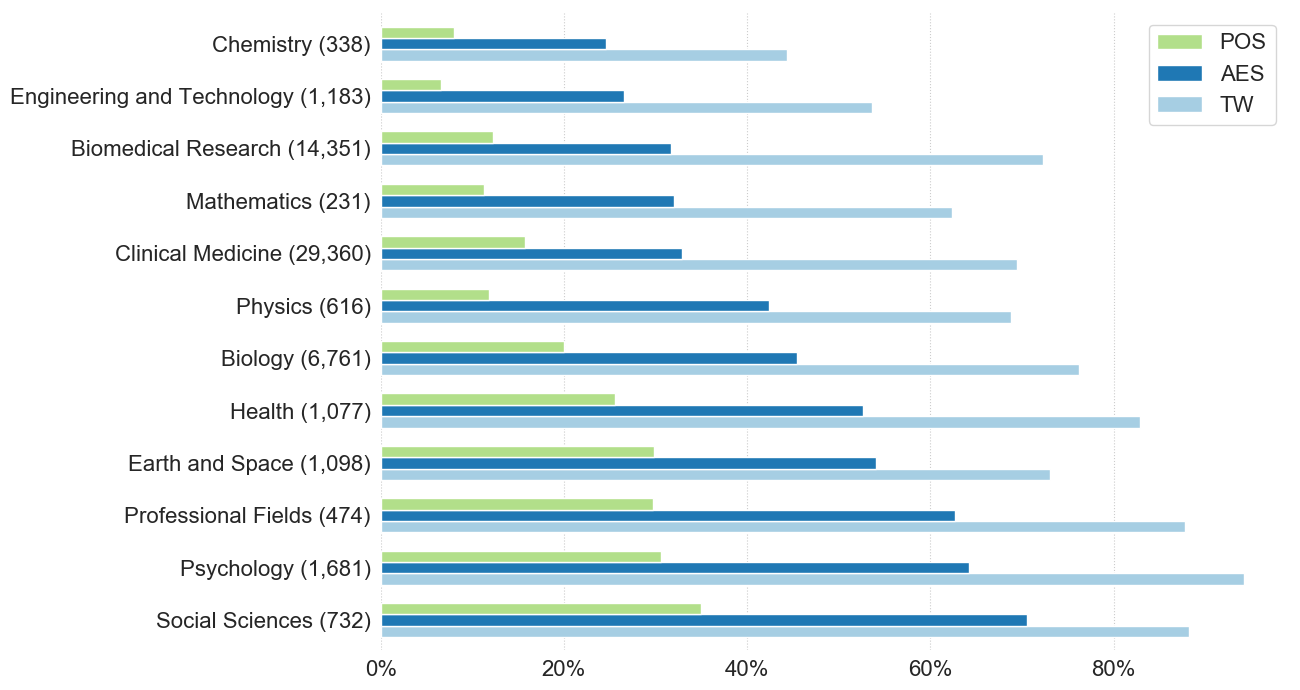 Chemistry (338)
Engineering and Technology (1,183)
Biomedical Research (14,351)
Mathematics (231)
Clinical Medicine (29,360)
Physics (616)
Biology (6,761)
Health (1,077)
Earth and Space (1,098)
Professional Fields (474)
Psychology (1,681)
Social Sciences (732)
0% 20% 40% 60% 80%
POS
AES
TW